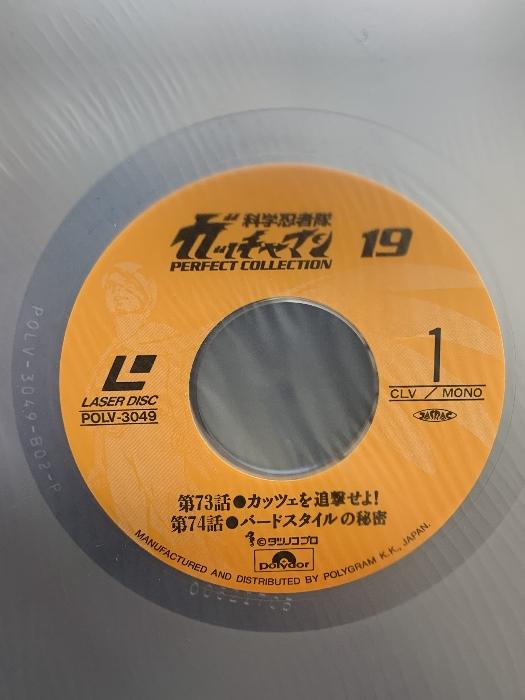 科学忍者隊
ガッチャマン 19
PERFECT COLLECTION
1
LASER DISC
POLV-3049
CLV / MONO
第73話●カッツェを追撃せよ!
第74話●バードスタイルの秘密
©タツノコプロ
polydor
MANUFACTURED AND DISTRIBUTED BY POLYGRAM K.K., JAPAN.
POLV-3049-B02-P